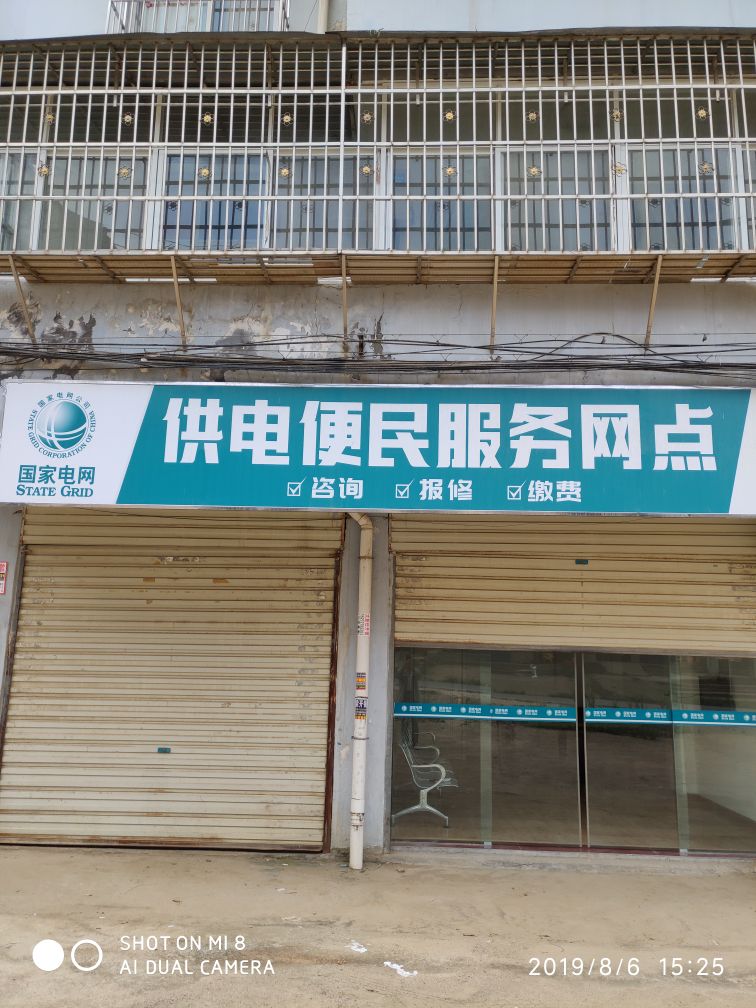 国家电网公司
STATE GRID CORPORATION OF CHINA
国家电网
STATE GRID
供电便民服务网点
咨询 报修 缴费
SHOT ON MI 8
AI DUAL CAMERA
2019/8/6 15:25